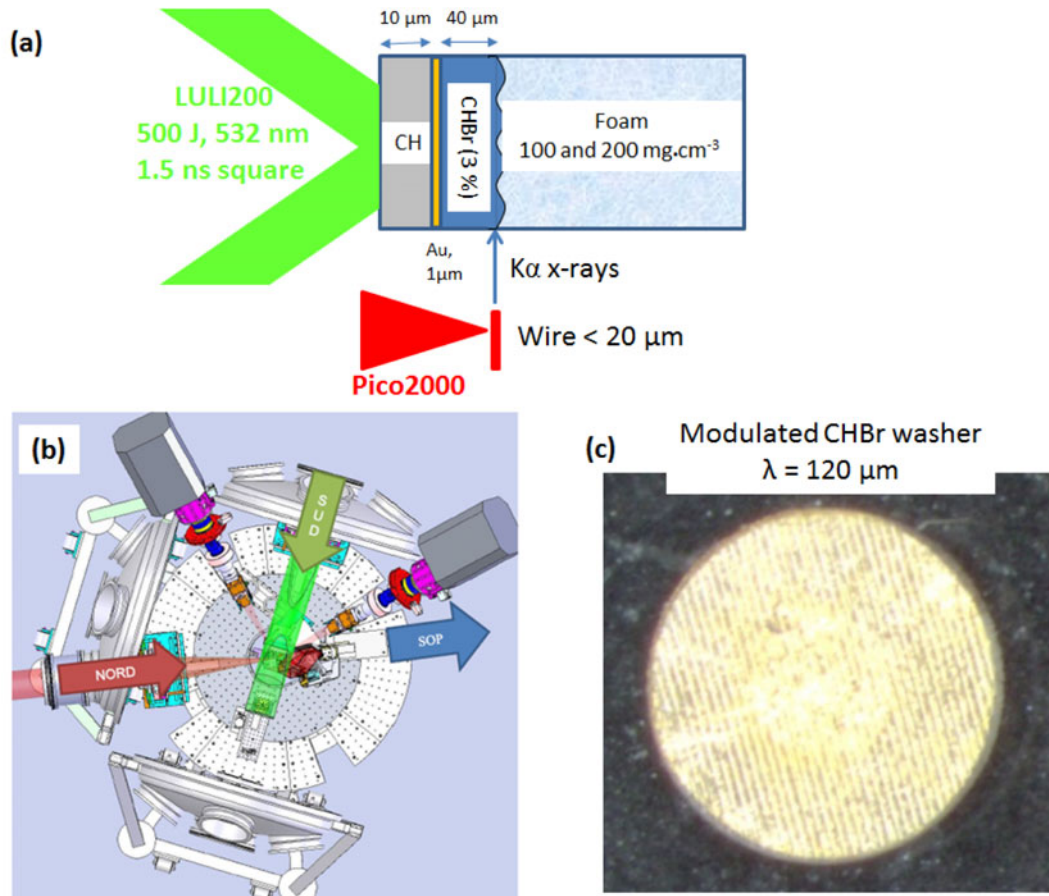 (a)
10 µm
40 µm
LULI200
500 J, 532 nm
1.5 ns square
CH
CHBr (3 %)
Foam
100 and 200 mg.cm⁻³
Au,
1µm
Kα x-rays
Wire < 20 µm
Pico2000
(b)
SUD
NORD
SOP
(c)
Modulated CHBr washer
λ = 120 µm